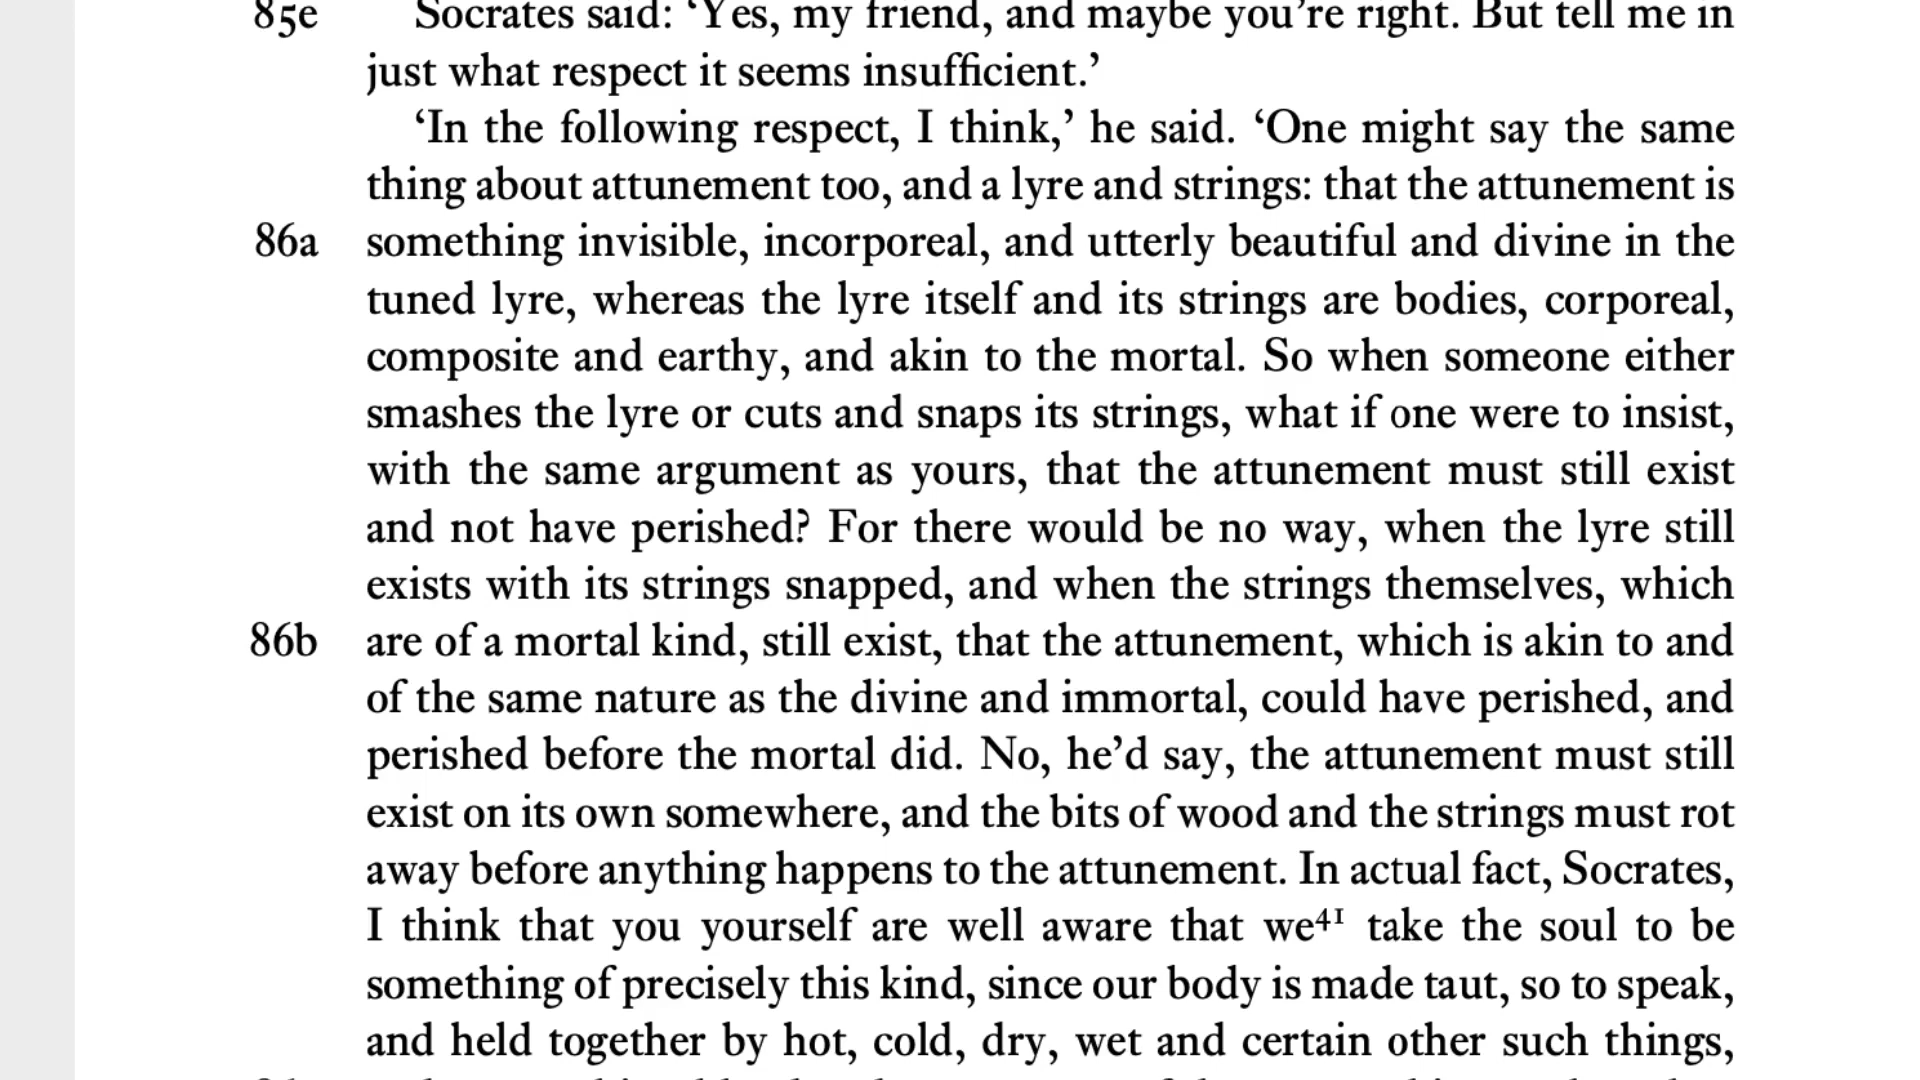 85e Socrates said: ‘Yes, my friend, and maybe you’re right. But tell me in
just what respect it seems insufficient.’
‘In the following respect, I think,’ he said. ‘One might say the same
thing about attunement too, and a lyre and strings: that the attunement is
86a something invisible, incorporeal, and utterly beautiful and divine in the
tuned lyre, whereas the lyre itself and its strings are bodies, corporeal,
composite and earthy, and akin to the mortal. So when someone either
smashes the lyre or cuts and snaps its strings, what if one were to insist,
with the same argument as yours, that the attunement must still exist
and not have perished? For there would be no way, when the lyre still
exists with its strings snapped, and when the strings themselves, which
86b are of a mortal kind, still exist, that the attunement, which is akin to and
of the same nature as the divine and immortal, could have perished, and
perished before the mortal did. No, he’d say, the attunement must still
exist on its own somewhere, and the bits of wood and the strings must rot
away before anything happens to the attunement. In actual fact, Socrates,
I think that you yourself are well aware that we⁴¹ take the soul to be
something of precisely this kind, since our body is made taut, so to speak,
and held together by hot, cold, dry, wet and certain other such things,